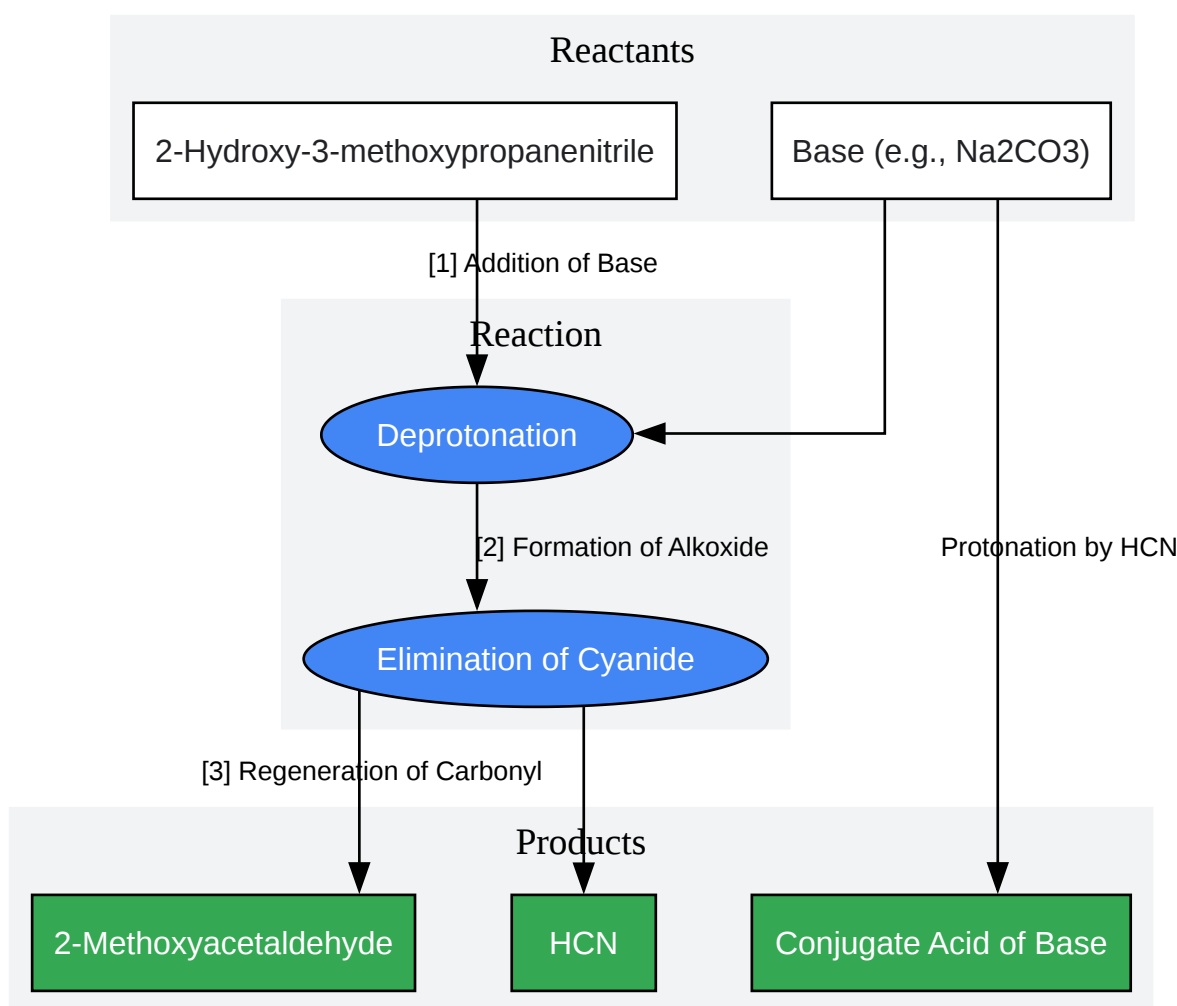 Reactants
2-Hydroxy-3-methoxypropanenitrile
Base (e.g., Na2CO3)
[1] Addition of Base
Reaction
Deprotonation
[2] Formation of Alkoxide
Protonation by HCN
Elimination of Cyanide
[3] Regeneration of Carbonyl
Products
2-Methoxyacetaldehyde
HCN
Conjugate Acid of Base